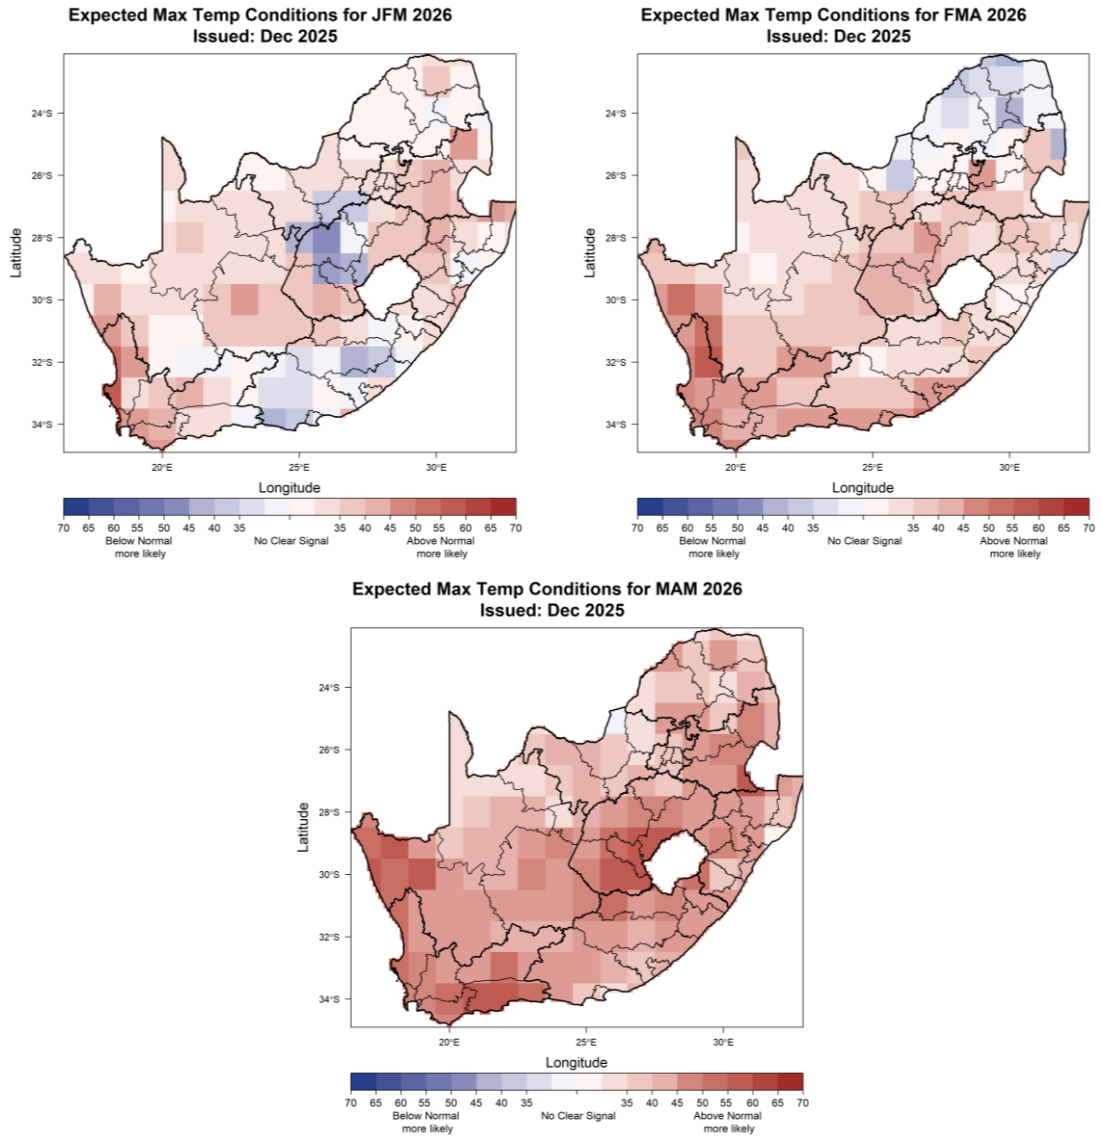 Expected Max Temp Conditions for JFM 2026
Issued: Dec 2025
Latitude
24°S
26°S
28°S
30°S
32°S
34°S
20°E 25°E 30°E
Longitude
70 65 60 55 50 45 40 35 35 40 45 50 55 60 65 70
Below Normal No Clear Signal Above Normal
more likely more likely
Expected Max Temp Conditions for FMA 2026
Issued: Dec 2025
Latitude
24°S
26°S
28°S
30°S
32°S
34°S
20°E 25°E 30°E
Longitude
70 65 60 55 50 45 40 35 35 40 45 50 55 60 65 70
Below Normal No Clear Signal Above Normal
more likely more likely
Expected Max Temp Conditions for MAM 2026
Issued: Dec 2025
Latitude
24°S
26°S
28°S
30°S
32°S
34°S
20°E 25°E 30°E
Longitude
70 65 60 55 50 45 40 35 35 40 45 50 55 60 65 70
Below Normal No Clear Signal Above Normal
more likely more likely